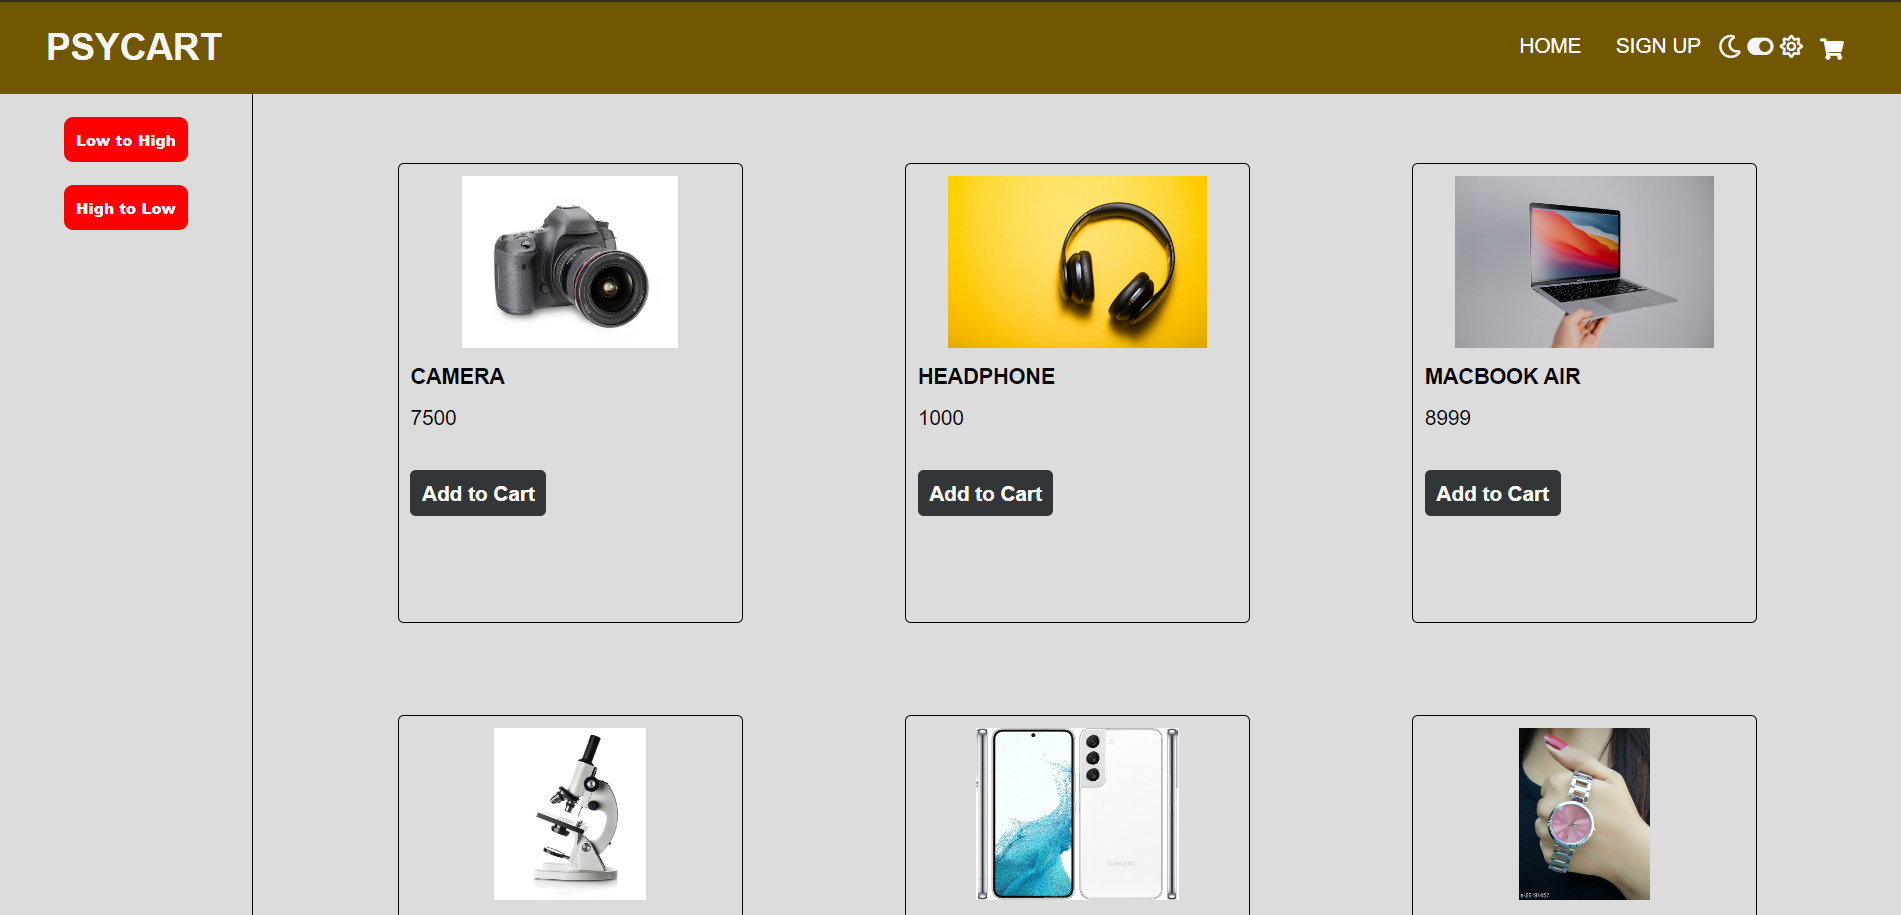 PSYCART
HOME
SIGN UP
Low to High
High to Low
CAMERA
7500
Add to Cart
HEADPHONE
1000
Add to Cart
MACBOOK AIR
8999
Add to Cart
SAMSUNG